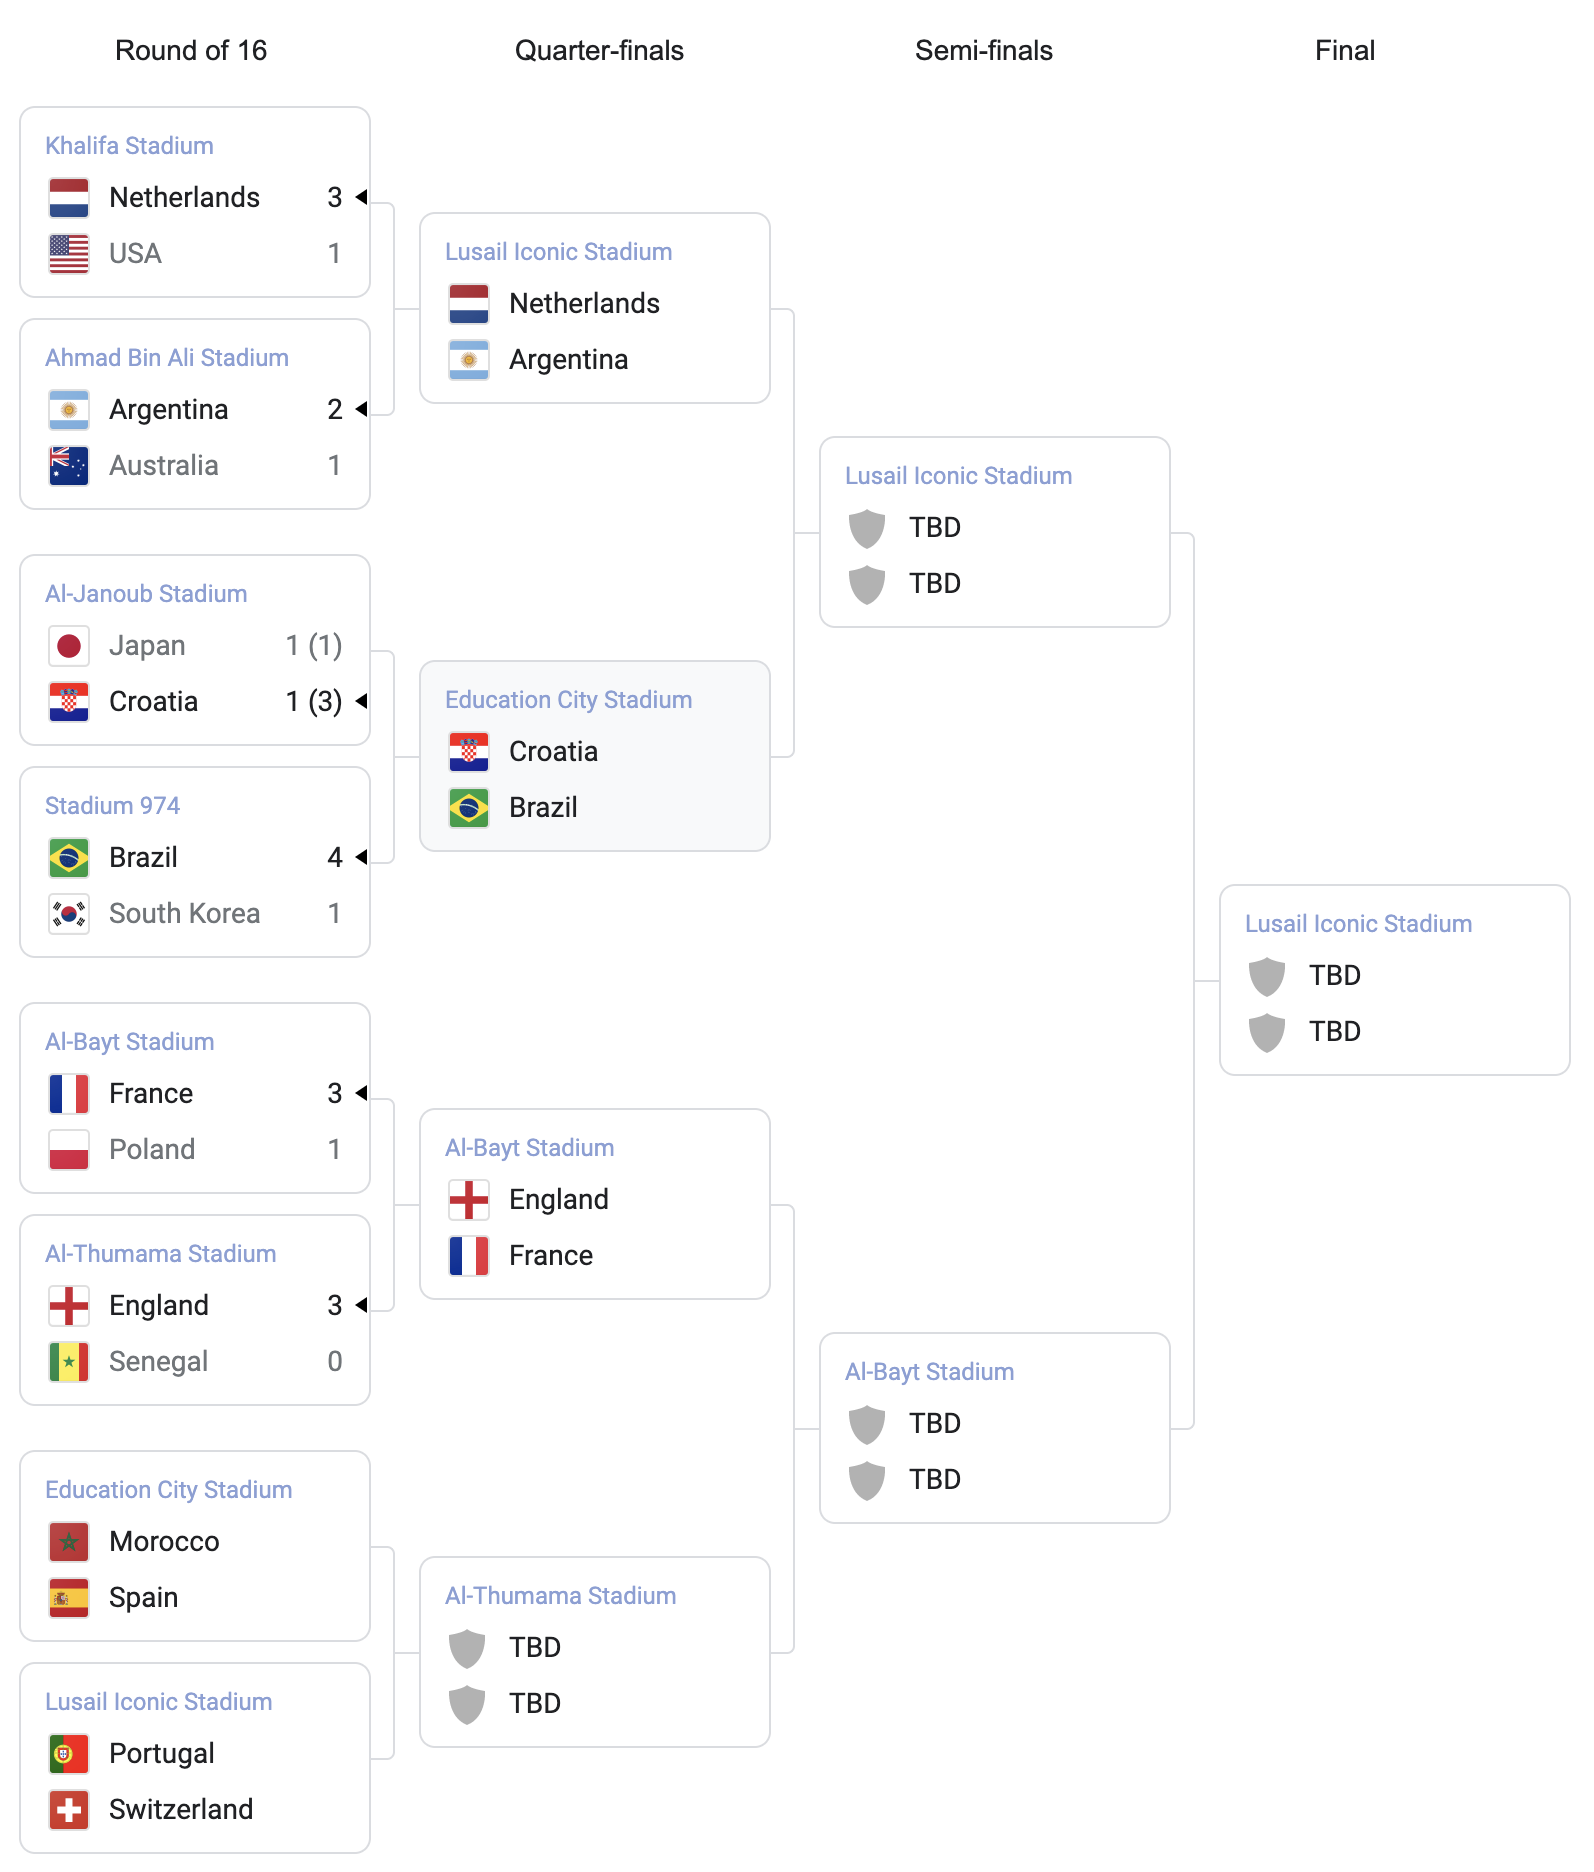 Round of 16
Quarter-finals
Semi-finals
Final
Khalifa Stadium
Netherlands 3
USA 1
Ahmad Bin Ali Stadium
Argentina 2
Australia 1
Al-Janoub Stadium
Japan 1 (1)
Croatia 1 (3)
Stadium 974
Brazil 4
South Korea 1
Al-Bayt Stadium
France 3
Poland 1
Al-Thumama Stadium
England 3
Senegal 0
Education City Stadium
Morocco
Spain
Lusail Iconic Stadium
Portugal
Switzerland
Lusail Iconic Stadium
Netherlands
Argentina
Education City Stadium
Croatia
Brazil
Al-Bayt Stadium
England
France
Al-Thumama Stadium
TBD
TBD
Lusail Iconic Stadium
TBD
TBD
Al-Bayt Stadium
TBD
TBD
Lusail Iconic Stadium
TBD
TBD